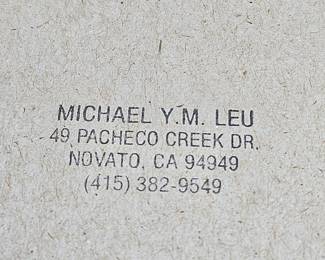 MICHAEL Y.M. LEU
49 PACHECO CREEK DR.
NOVATO, CA 94949
(415) 382-9549